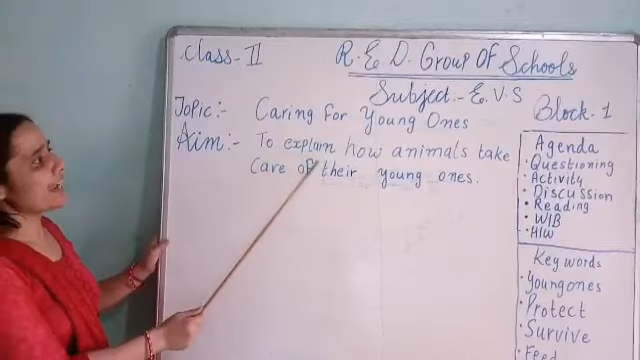 Class-II
R.E.D. Group Of Schools
Subject.- E.V.S
Block-1
Topic:- Caring For Young Ones
Aim:- To explain how animals take
Care of their young ones.
Agenda
• Questioning
• Activity
• Discussion
• Reading
• WIB
• H/W
Key words
• Young ones
• Protect
• Survive
• Feed